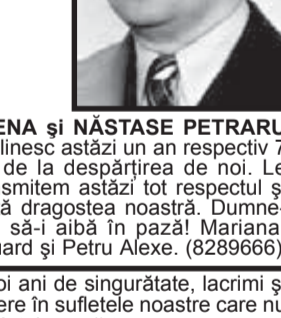 ENA şi NĂSTASE PETRARU
linesc astăzi un an respectiv 7
de la despărţirea de noi. Le
smitem astăzi tot respectul ş
ă dragostea noastră. Dumne-
să-i aibă în pază! Mariana
uard şi Petru Alexe. (8289666)
oi ani de singurătate, lacrimi ş
ere în sufletele noastre care nu